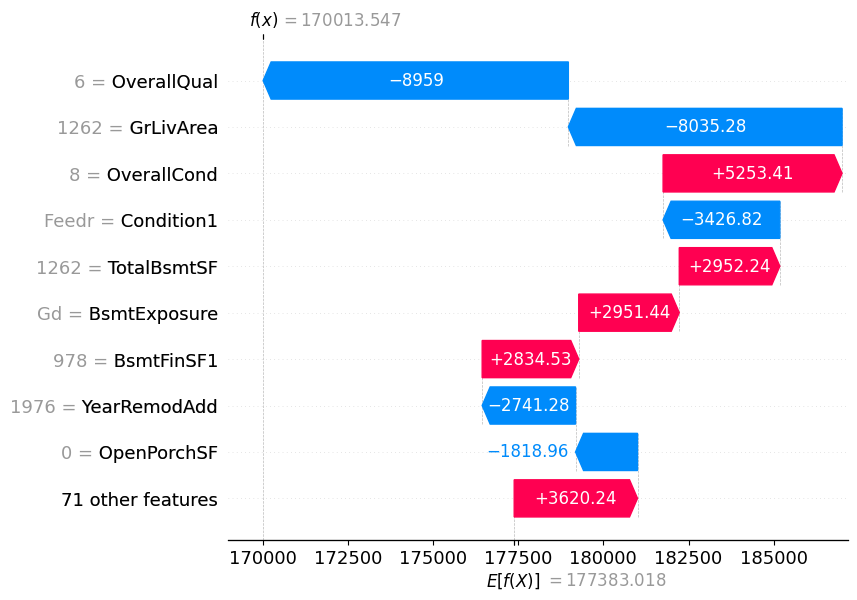 f(x) = 170013.547
6 = OverallQual −8959
1262 = GrLivArea −8035.28
8 = OverallCond +5253.41
Feedr = Condition1 −3426.82
1262 = TotalBsmtSF +2952.24
Gd = BsmtExposure +2951.44
978 = BsmtFinSF1 +2834.53
1976 = YearRemodAdd −2741.28
0 = OpenPorchSF −1818.96
71 other features +3620.24
170000 172500 175000 177500 180000 182500 185000
E[f(X)] = 177383.018